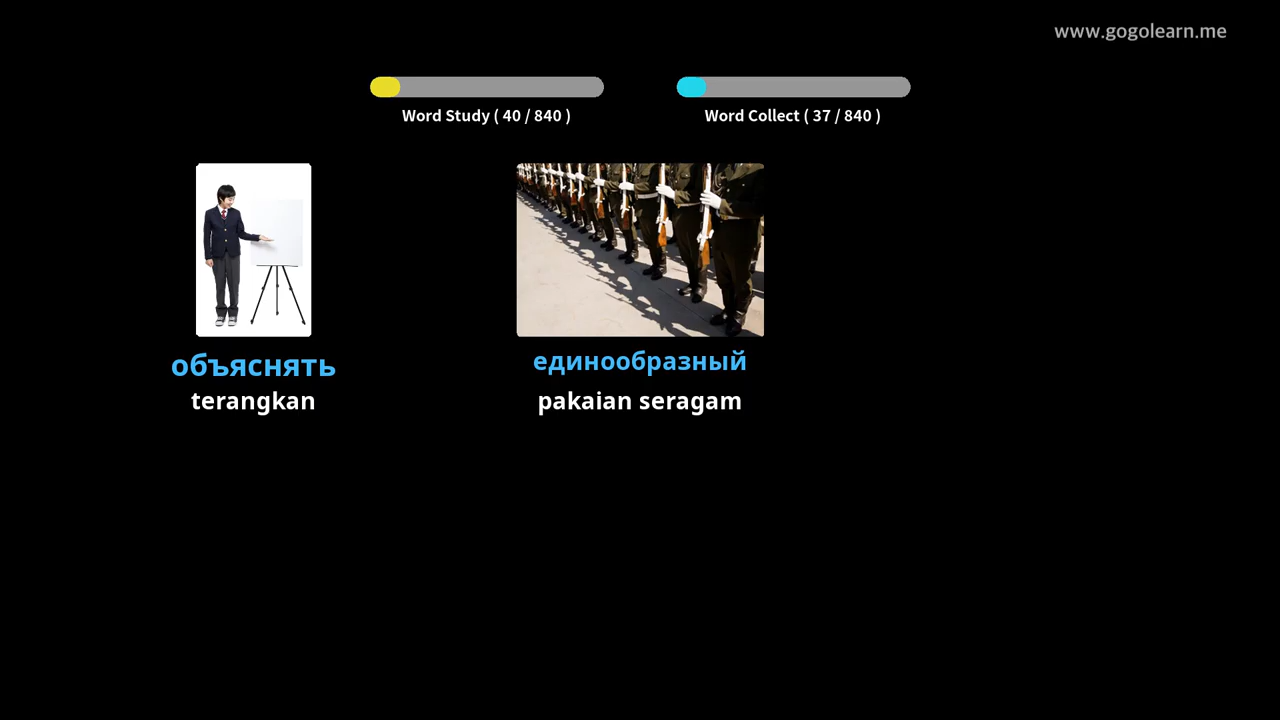 www.gogolearn.me
Word Study ( 40 / 840 )
Word Collect ( 37 / 840 )
объяснять
terangkan
единообразный
pakaian seragam